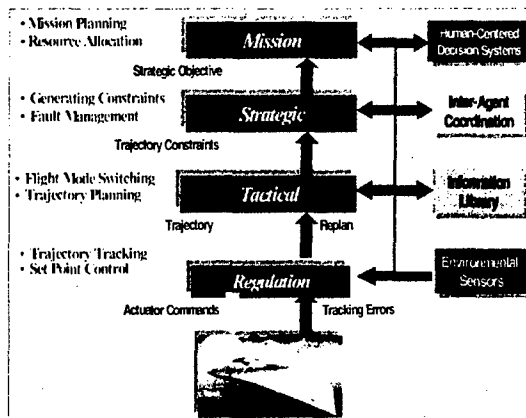 • Mission Planning
• Resource Allocation
Mission
Human-Centered
Decision Systems
Strategic Objective
• Generating Constraints
• Fault Management
Strategic
Inter-Agent
Coordination
Trajectory Constraints
• Flight Mode Switching
• Trajectory Planning
Tactical
Information
Library
Trajectory
Replan
• Trajectory Tracking
• Set Point Control
Regulation
Environmental
Sensors
Actuator Commands
Tracking Errors